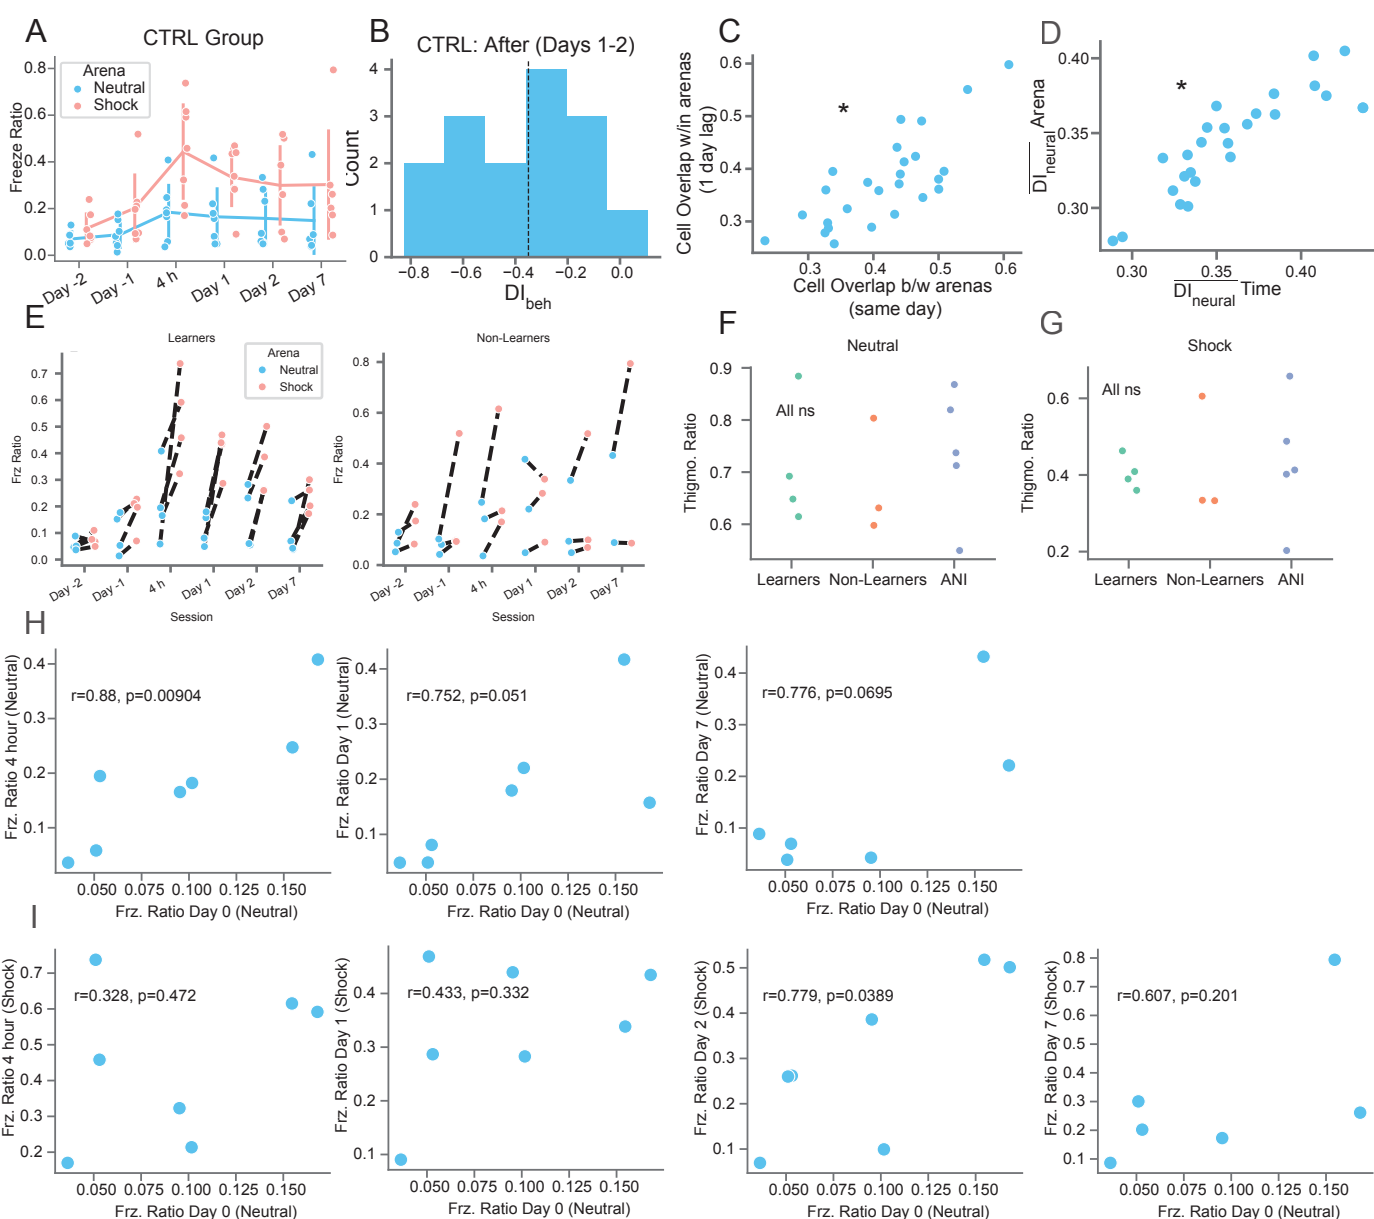 A
CTRL Group
Arena
Neutral
Shock
Freeze Ratio
0.8
0.6
0.4
0.2
0.0
Day -2
Day -1
4 h
Day 1
Day 2
Day 7
B
CTRL: After (Days 1-2)
Count
4
3
2
1
0
−0.8
−0.6
−0.4
−0.2
0.0
DIbeh
C
Cell Overlap w/in arenas
(1 day lag)
0.6
0.5
0.4
0.3
*
0.3
0.4
0.5
0.6
Cell Overlap b/w arenas
(same day)
D
DIneural Arena
0.40
0.35
0.30
*
0.30
0.35
0.40
DIneural Time
E
Learners
Arena
Neutral
Shock
Frz Ratio
0.7
0.6
0.5
0.4
0.3
0.2
0.1
0.0
Day -2
Day -1
4 h
Day 1
Day 2
Day 7
Session
Non-Learners
Frz Ratio
0.8
0.6
0.4
0.2
0.0
Day -2
Day -1
4 h
Day 1
Day 2
Day 7
Session
F
Neutral
Thigmo. Ratio
0.9
0.8
0.7
0.6
All ns
Learners
Non-Learners
ANI
G
Shock
Thigmo. Ratio
0.6
0.4
0.2
All ns
Learners
Non-Learners
ANI
H
Frz. Ratio 4 hour (Neutral)
0.4
0.3
0.2
0.1
r=0.88, p=0.00904
0.050 0.075 0.100 0.125 0.150
Frz. Ratio Day 0 (Neutral)
Frz. Ratio Day 1 (Neutral)
0.4
0.3
0.2
0.1
r=0.752, p=0.051
0.050 0.075 0.100 0.125 0.150
Frz. Ratio Day 0 (Neutral)
Frz. Ratio Day 7 (Neutral)
0.4
0.3
0.2
0.1
r=0.776, p=0.0695
0.050 0.075 0.100 0.125 0.150
Frz. Ratio Day 0 (Neutral)
I
Frz. Ratio 4 hour (Shock)
0.7
0.6
0.5
0.4
0.3
0.2
r=0.328, p=0.472
0.050 0.075 0.100 0.125 0.150
Frz. Ratio Day 0 (Neutral)
Frz. Ratio Day 1 (Shock)
0.4
0.3
0.2
0.1
r=0.433, p=0.332
0.050 0.075 0.100 0.125 0.150
Frz. Ratio Day 0 (Neutral)
Frz. Ratio Day 2 (Shock)
0.5
0.4
0.3
0.2
0.1
r=0.779, p=0.0389
0.050 0.075 0.100 0.125 0.150
Frz. Ratio Day 0 (Neutral)
Frz. Ratio Day 7 (Shock)
0.8
0.7
0.6
0.5
0.4
0.3
0.2
0.1
r=0.607, p=0.201
0.050 0.075 0.100 0.125 0.150
Frz. Ratio Day 0 (Neutral)